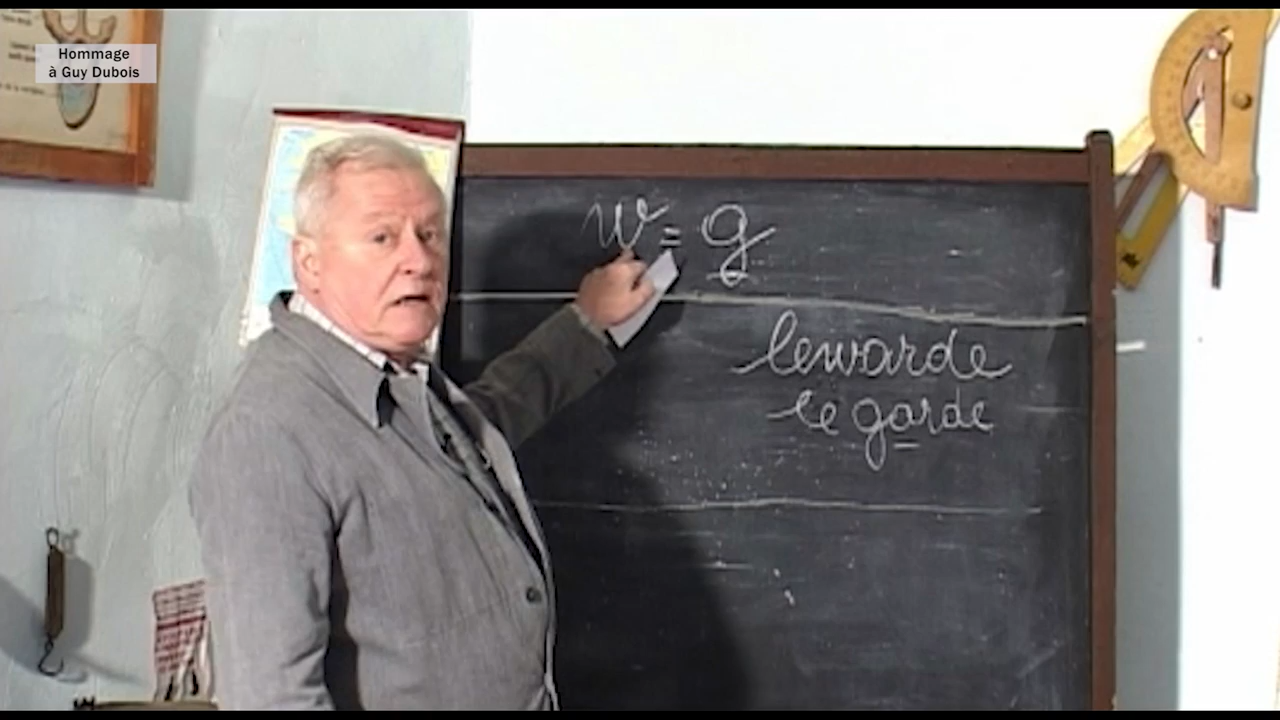 Hommage
à Guy Dubois
w = g
lewarde
le garde